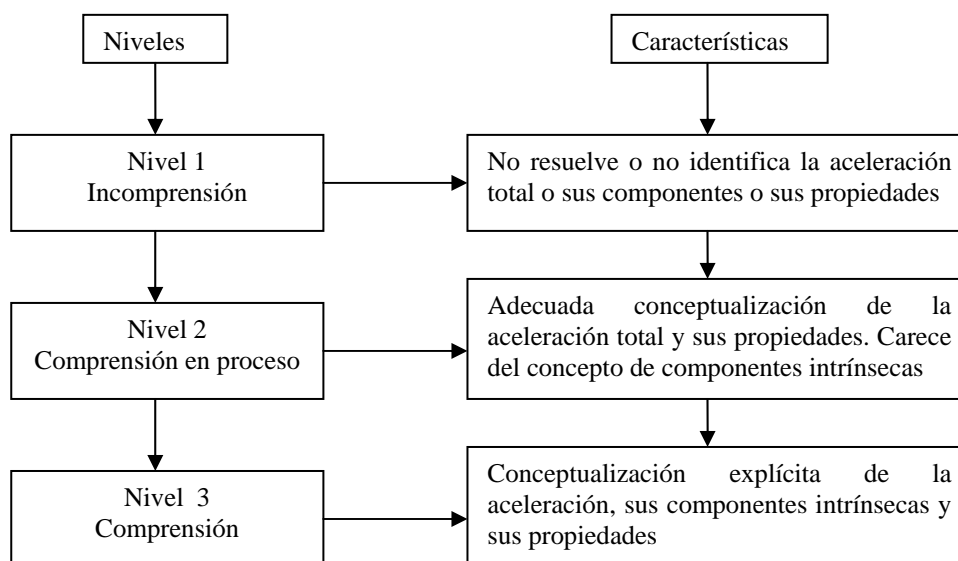 Niveles
Características
Nivel 1
Incomprensión
No resuelve o no identifica la aceleración
total o sus componentes o sus propiedades
Nivel 2
Comprensión en proceso
Adecuada conceptualización de la
aceleración total y sus propiedades. Carece
del concepto de componentes intrínsecas
Nivel 3
Comprensión
Conceptualización explícita de la
aceleración, sus componentes intrínsecas y
sus propiedades